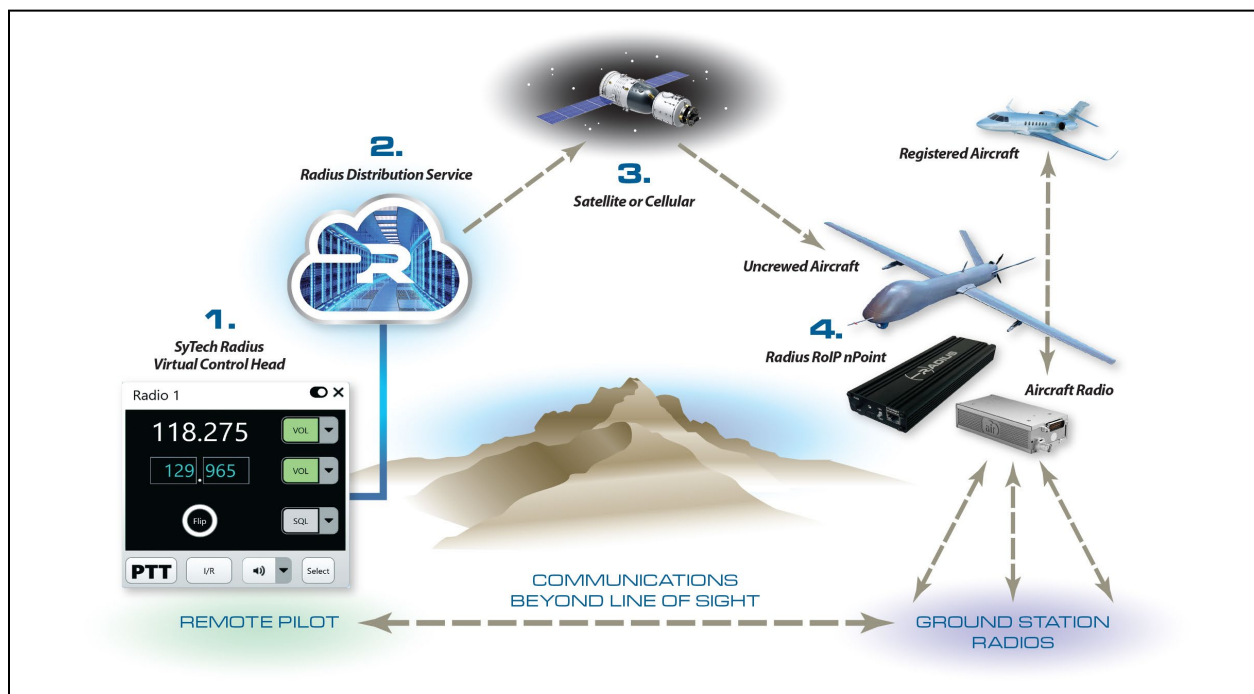 2.
Radius Distribution Service
3.
Satellite or Cellular
Registered Aircraft
Uncrewed Aircraft
1.
SyTech Radius
Virtual Control Head
4.
Radius RoIP nPoint
RADIUS
Aircraft Radio
air
Radio 1
118.275
VOL
129.965
VOL
Flip
SQL
PTT
I/R
Select
COMMUNICATIONS
BEYOND LINE OF SIGHT
REMOTE PILOT
GROUND STATION
RADIOS